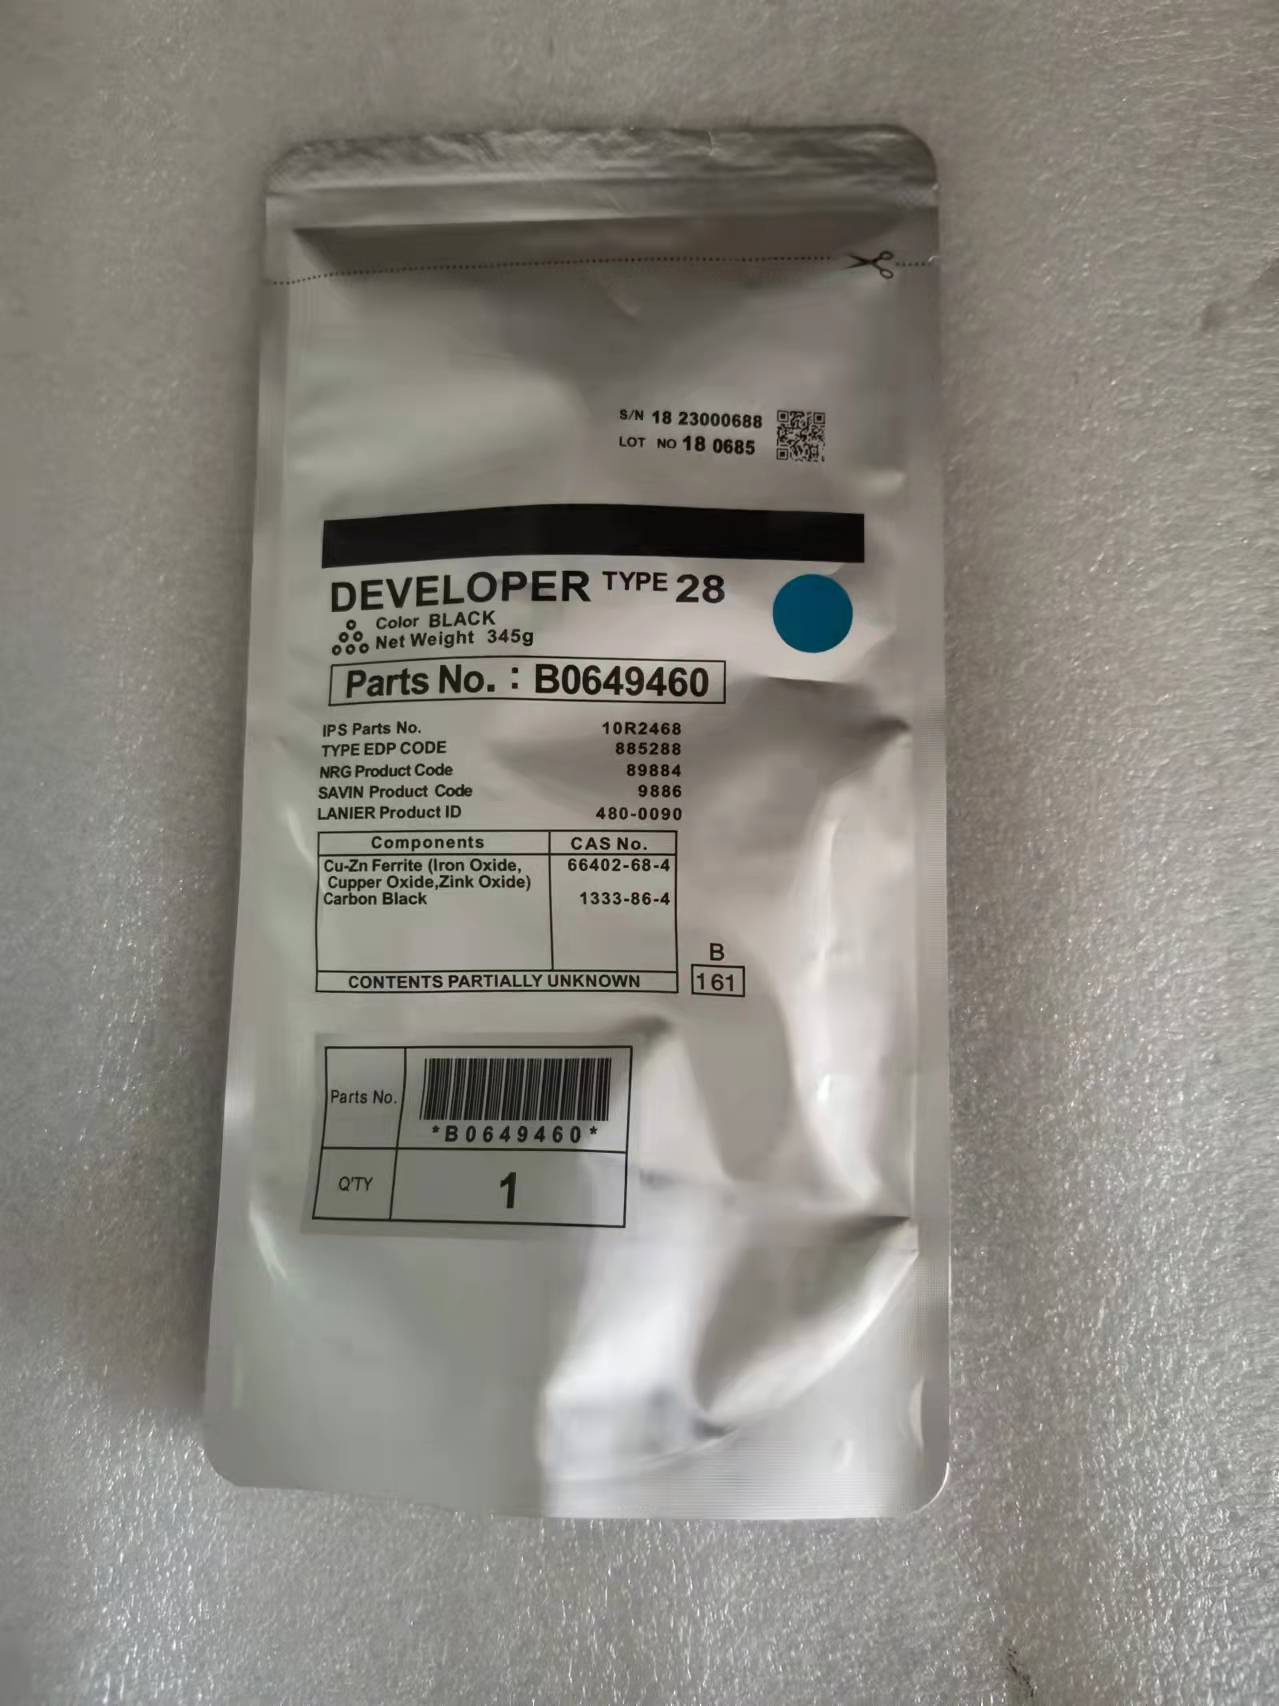 S/N 18 23000688
LOT NO 18 0685
DEVELOPER TYPE 28
Color BLACK
Net Weight 345g
Parts No. : B0649460
IPS Parts No. 10R2468
TYPE EDP CODE 885288
NRG Product Code 89884
SAVIN Product Code 9886
LANIER Product ID 480-0090
Components CAS No.
Cu-Zn Ferrite (Iron Oxide, 66402-68-4
Cupper Oxide,Zink Oxide)
Carbon Black 1333-86-4
CONTENTS PARTIALLY UNKNOWN
B
161
Parts No.
*B0649460*
Q'TY 1